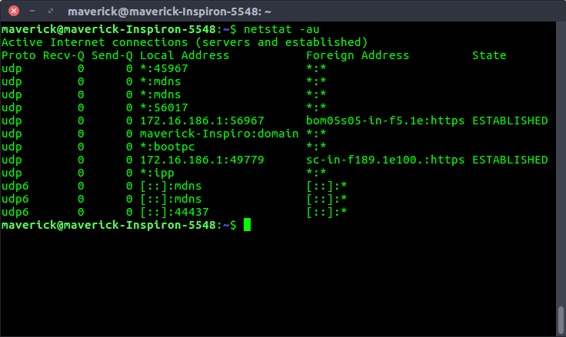 maverick@maverick-Inspiron-5548: ~
maverick@maverick-Inspiron-5548:~$ netstat -au
Active Internet connections (servers and established)
Proto Recv-Q Send-Q Local Address           Foreign Address         State
udp        0      0 *:45967                 *:*
udp        0      0 *:mdns                  *:*
udp        0      0 *:mdns                  *:*
udp        0      0 *:56017                 *:*
udp        0      0 172.16.186.1:56967      bom05s05-in-f5.1e:https ESTABLISHED
udp        0      0 maverick-Inspiro:domain *:*
udp        0      0 *:bootpc                *:*
udp        0      0 172.16.186.1:49779      sc-in-f189.1e100.:https ESTABLISHED
udp        0      0 *:ipp                   *:*
udp6       0      0 [::]:mdns               [::]:*
udp6       0      0 [::]:mdns               [::]:*
udp6       0      0 [::]:44437              [::]:*
maverick@maverick-Inspiron-5548:~$